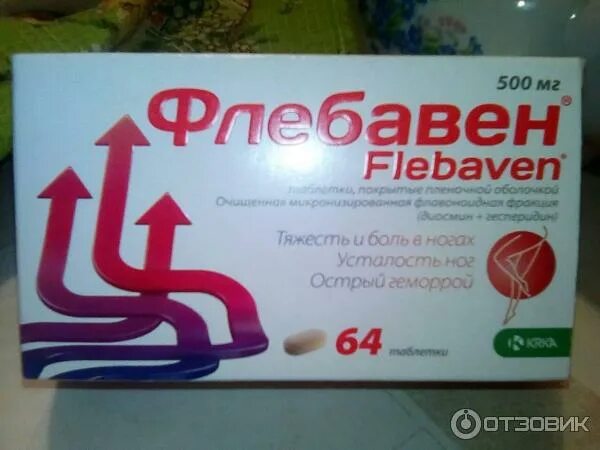 500 мг
Флебавен®
Flebaven®
таблетки, покрытые пленочной оболочкой
Очищенная микронизированная флавоноидная фракция
(диосмин + гесперидин)
Тяжесть и боль в ногах
Усталость ног
Острый геморрой
64 таблетки
KRKA
ОТЗОВИК